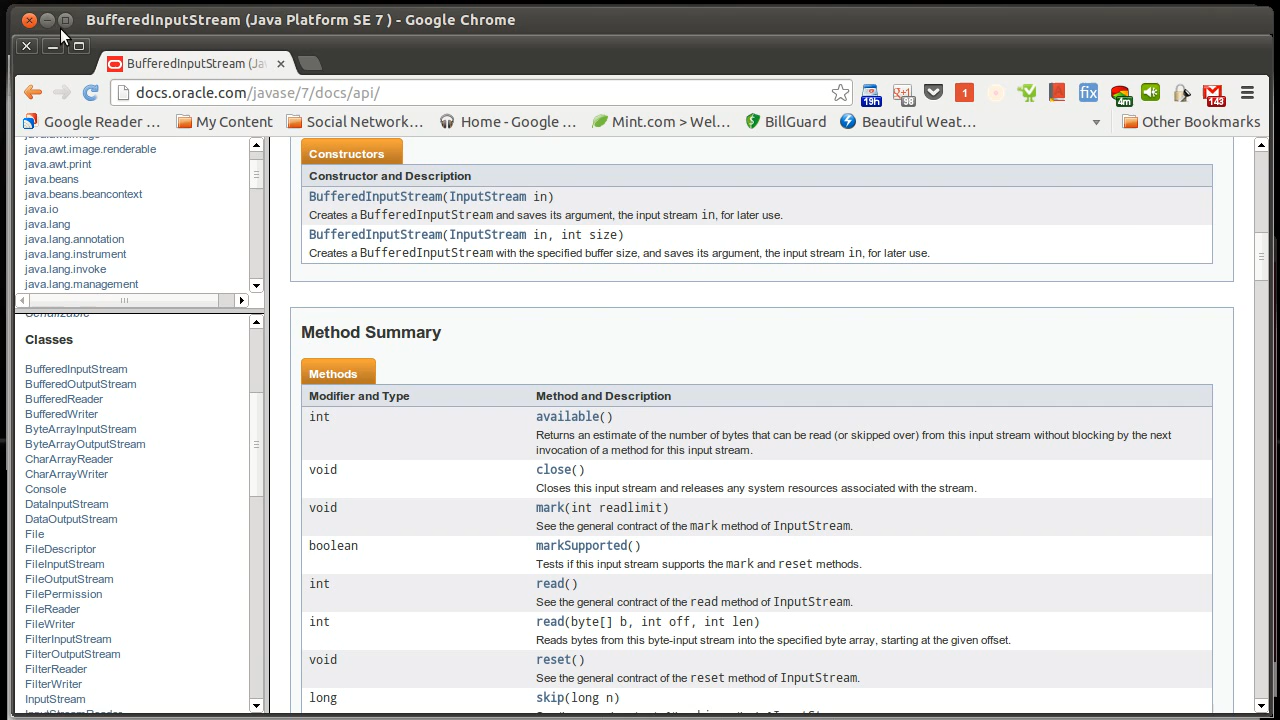 BufferedInputStream (Java Platform SE 7 ) - Google Chrome
BufferedInputStream (Ja
docs.oracle.com/javase/7/docs/api/
19h
+1
98
1
fix
4m
143
Google Reader ...
My Content
Social Network...
Home - Google ...
Mint.com > Wel...
BillGuard
Beautiful Weat...
Other Bookmarks
java.awt.image
java.awt.image.renderable
java.awt.print
java.beans
java.beans.beancontext
java.io
java.lang
java.lang.annotation
java.lang.instrument
java.lang.invoke
java.lang.management
Serializable
Classes
BufferedInputStream
BufferedOutputStream
BufferedReader
BufferedWriter
ByteArrayInputStream
ByteArrayOutputStream
CharArrayReader
CharArrayWriter
Console
DataInputStream
DataOutputStream
File
FileDescriptor
FileInputStream
FileOutputStream
FilePermission
FileReader
FileWriter
FilterInputStream
FilterOutputStream
FilterReader
FilterWriter
InputStream
Constructors
Constructor and Description
BufferedInputStream(InputStream in)
Creates a BufferedInputStream and saves its argument, the input stream in, for later use.
BufferedInputStream(InputStream in, int size)
Creates a BufferedInputStream with the specified buffer size, and saves its argument, the input stream in, for later use.
Method Summary
Methods
Modifier and Type Method and Description
int available()
Returns an estimate of the number of bytes that can be read (or skipped over) from this input stream without blocking by the next
invocation of a method for this input stream.
void close()
Closes this input stream and releases any system resources associated with the stream.
void mark(int readlimit)
See the general contract of the mark method of InputStream.
boolean markSupported()
Tests if this input stream supports the mark and reset methods.
int read()
See the general contract of the read method of InputStream.
int read(byte[] b, int off, int len)
Reads bytes from this byte-input stream into the specified byte array, starting at the given offset.
void reset()
See the general contract of the reset method of InputStream.
long skip(long n)